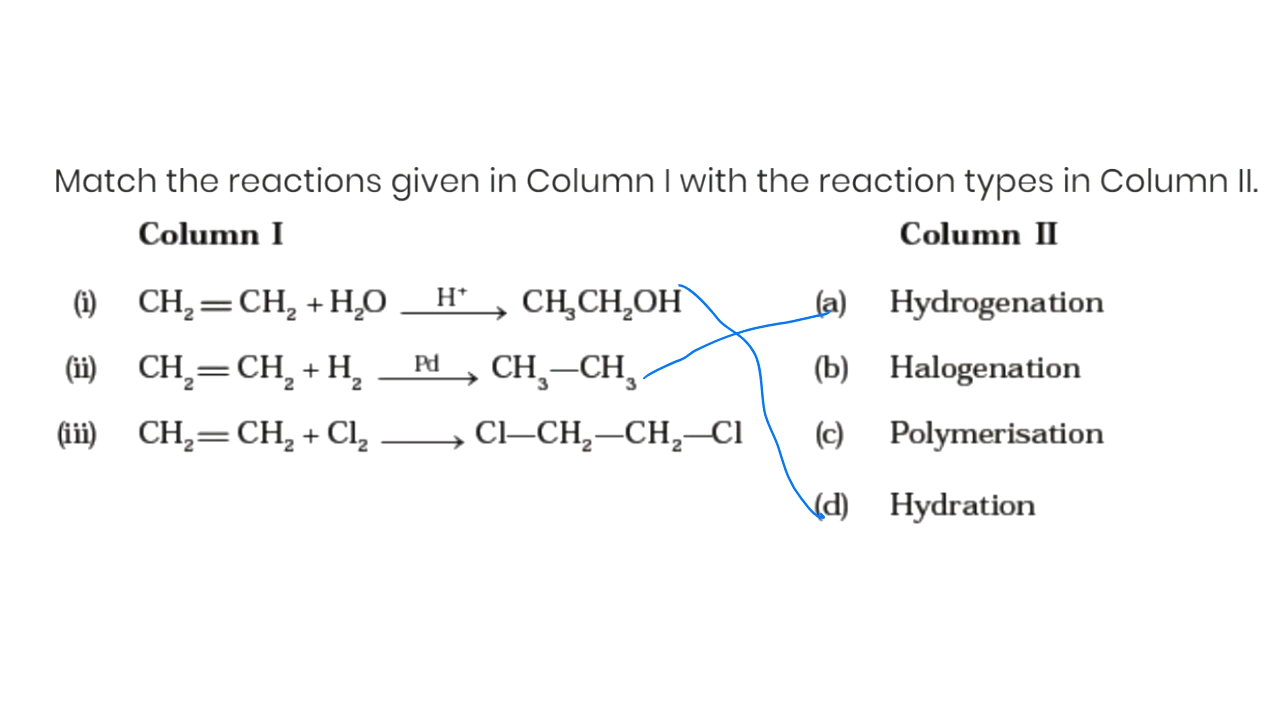 Match the reactions given in Column I with the reaction types in Column II.
Column I Column II
(i) CH₂=CH₂ + H₂O —H⁺→ CH₃CH₂OH (a) Hydrogenation
(ii) CH₂=CH₂ + H₂ —Pd→ CH₃—CH₃ (b) Halogenation
(iii) CH₂=CH₂ + Cl₂ ⟶ Cl—CH₂—CH₂—Cl (c) Polymerisation
(d) Hydration